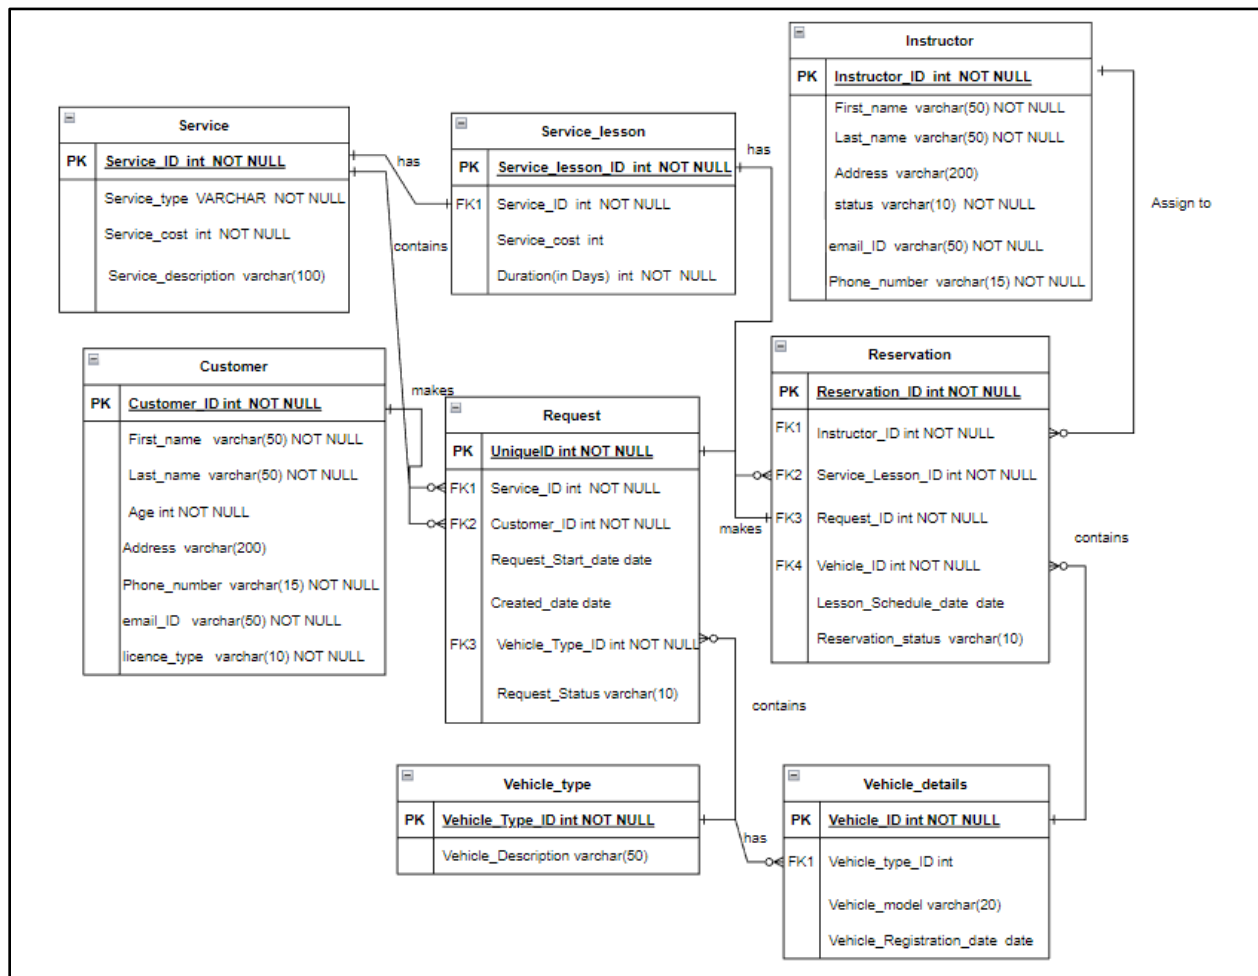 Instructor
PK Instructor_ID int NOT NULL
First_name varchar(50) NOT NULL
Last_name varchar(50) NOT NULL
Address varchar(200)
status varchar(10) NOT NULL
email_ID varchar(50) NOT NULL
Phone_number varchar(15) NOT NULL
Assign to
Service
PK Service_ID int NOT NULL
Service_type VARCHAR NOT NULL
Service_cost int NOT NULL
Service_description varchar(100)
has
contains
Service_lesson
PK Service_lesson_ID int NOT NULL
FK1 Service_ID int NOT NULL
Service_cost int
Duration(in Days) int NOT NULL
has
Customer
PK Customer_ID int NOT NULL
First_name varchar(50) NOT NULL
Last_name varchar(50) NOT NULL
Age int NOT NULL
Address varchar(200)
Phone_number varchar(15) NOT NULL
email_ID varchar(50) NOT NULL
licence_type varchar(10) NOT NULL
makes
Request
PK UniqueID int NOT NULL
FK1 Service_ID int NOT NULL
FK2 Customer_ID int NOT NULL
Request_Start_date date
Created_date date
FK3 Vehicle_Type_ID int NOT NULL
Request_Status varchar(10)
makes
Reservation
PK Reservation_ID int NOT NULL
FK1 Instructor_ID int NOT NULL
FK2 Service_Lesson_ID int NOT NULL
FK3 Request_ID int NOT NULL
FK4 Vehicle_ID int NOT NULL
Lesson_Schedule_date date
Reservation_status varchar(10)
contains
contains
Vehicle_type
PK Vehicle_Type_ID int NOT NULL
Vehicle_Description varchar(50)
has
Vehicle_details
PK Vehicle_ID int NOT NULL
FK1 Vehicle_type_ID int
Vehicle_model varchar(20)
Vehicle_Registration_date date